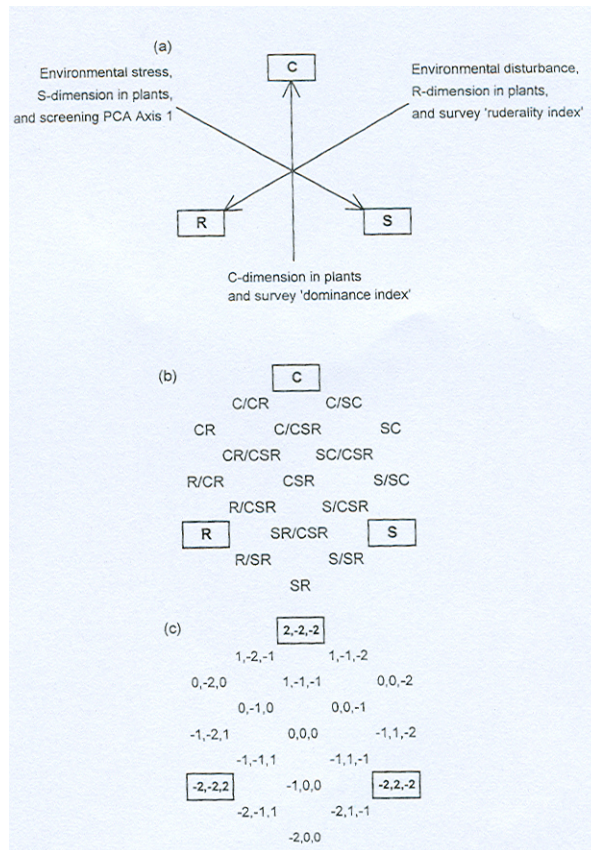 (a)
C
Environmental stress,
S-dimension in plants,
and screening PCA Axis 1
Environmental disturbance,
R-dimension in plants,
and survey 'ruderality index'
R
S
C-dimension in plants
and survey 'dominance index'
(b)
C
C/CR C/SC
CR C/CSR SC
CR/CSR SC/CSR
R/CR CSR S/SC
R/CSR S/CSR
R SR/CSR S
R/SR S/SR
SR
(c)
2,-2,-2
1,-2,-1 1,-1,-2
0,-2,0 1,-1,-1 0,0,-2
0,-1,0 0,0,-1
-1,-2,1 0,0,0 -1,1,-2
-1,-1,1 -1,1,-1
-2,-2,2 -1,0,0 -2,2,-2
-2,-1,1 -2,1,-1
-2,0,0